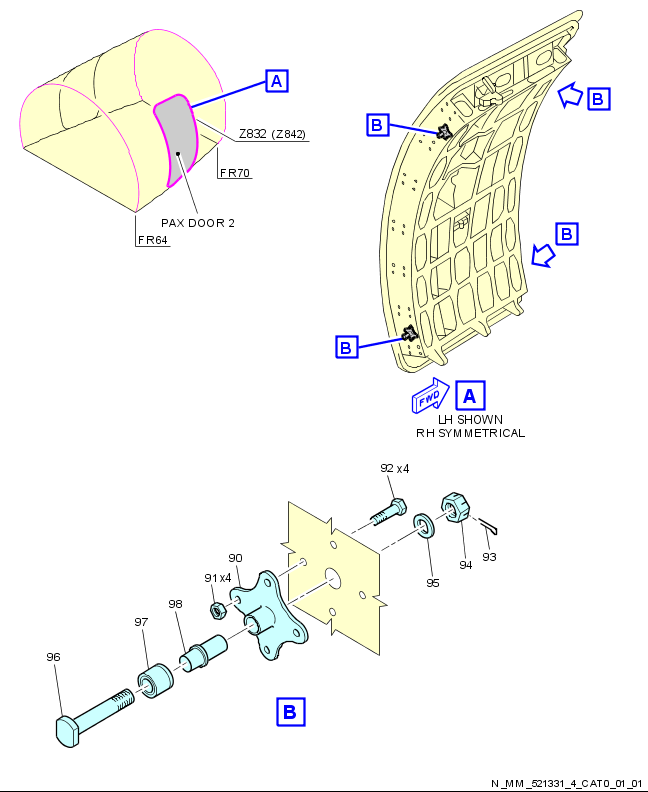 A
Z832 (Z842)
FR70
PAX DOOR 2
FR64
B
B
B
B
FWD
A
LH SHOWN
RH SYMMETRICAL
92 x4
90
91 x4
95
94
93
98
97
96
B
N_MM_521331_4_CAT0_01_01